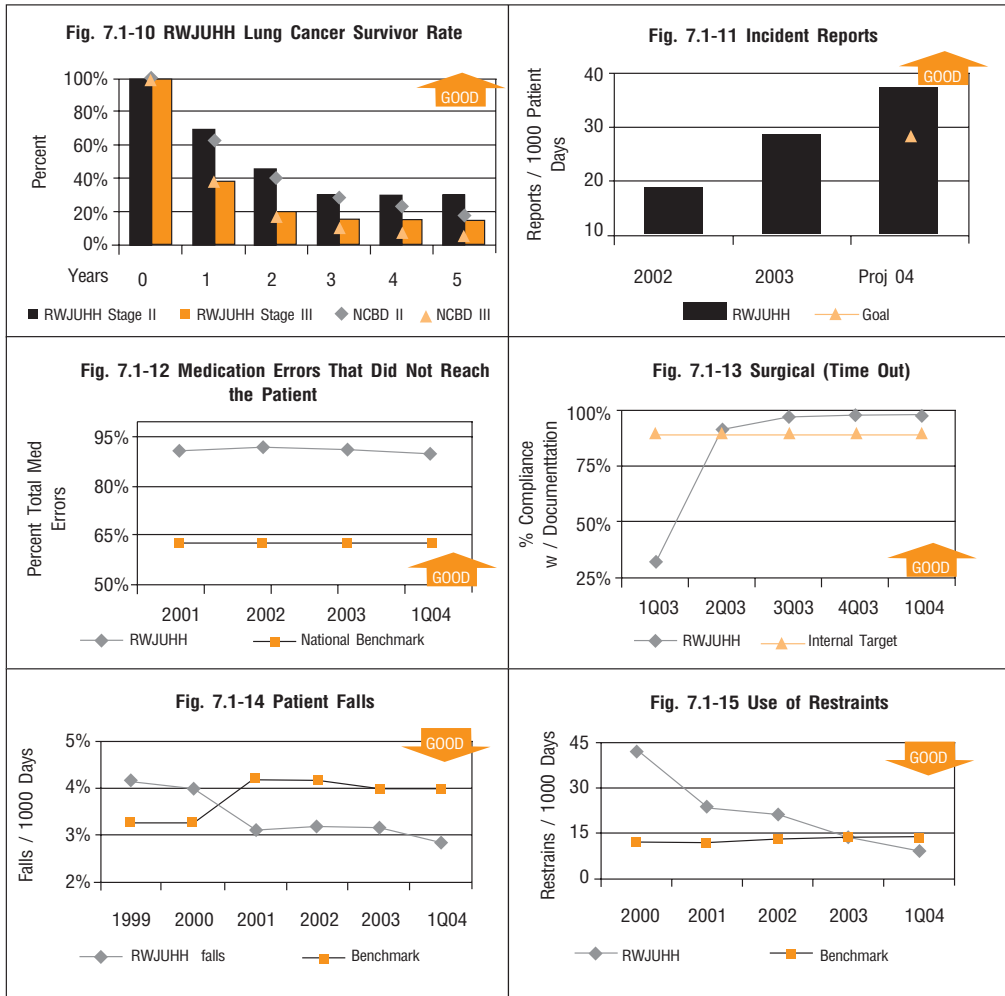 Fig. 7.1-10 RWJUHH Lung Cancer Survivor Rate
GOOD
100%
80%
60%
40%
20%
0%
Percent
Years
0 1 2 3 4 5
RWJUHH Stage II RWJUHH Stage III NCBD II NCBD III
Fig. 7.1-11 Incident Reports
GOOD
40
30
20
10
Reports / 1000 Patient
Days
2002 2003 Proj 04
RWJUHH Goal
Fig. 7.1-12 Medication Errors That Did Not Reach
the Patient
95%
80%
65%
50%
Percent Total Med
Errors
GOOD
2001 2002 2003 1Q04
RWJUHH National Benchmark
Fig. 7.1-13 Surgical (Time Out)
100%
75%
50%
25%
% Compliance
w / Documenttation
GOOD
1Q03 2Q03 3Q03 4Q03 1Q04
RWJUHH Internal Target
Fig. 7.1-14 Patient Falls
GOOD
5%
4%
3%
2%
Falls / 1000 Days
1999 2000 2001 2002 2003 1Q04
RWJUHH falls Benchmark
Fig. 7.1-15 Use of Restraints
GOOD
45
30
15
0
Restrains / 1000 Days
2000 2001 2002 2003 1Q04
RWJUHH Benchmark